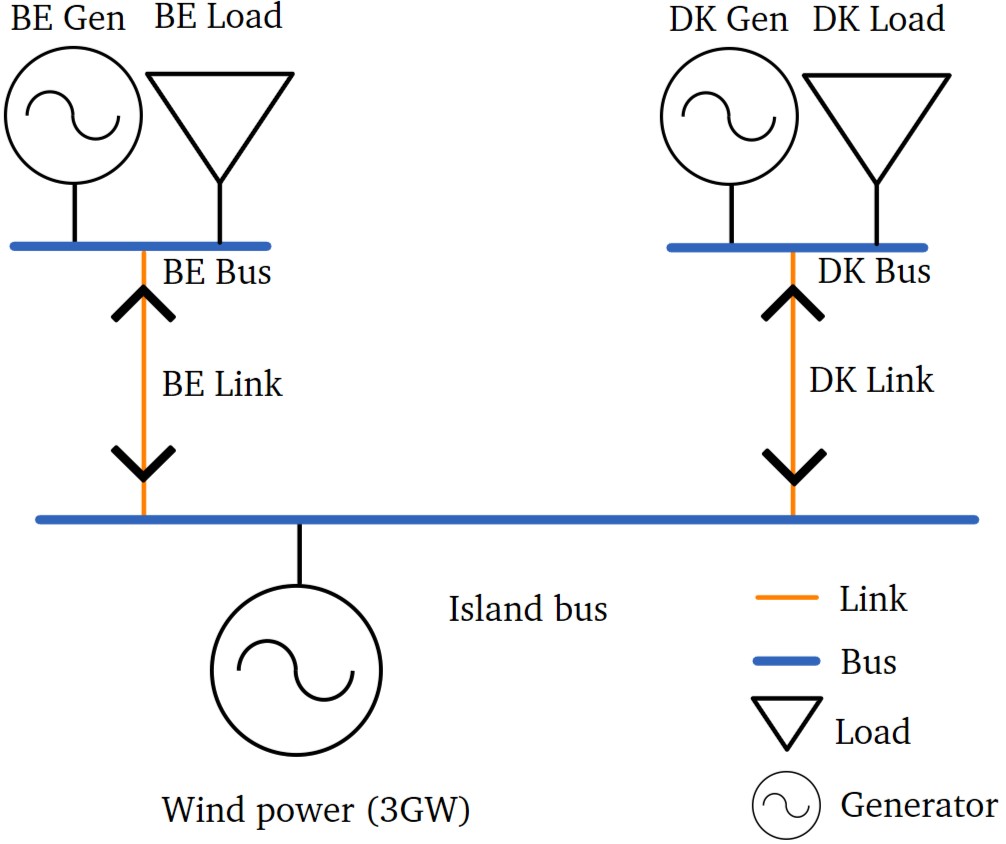 BE Gen
BE Load
DK Gen
DK Load
BE Bus
DK Bus
BE Link
DK Link
Island bus
Wind power (3GW)
Link
Bus
Load
Generator